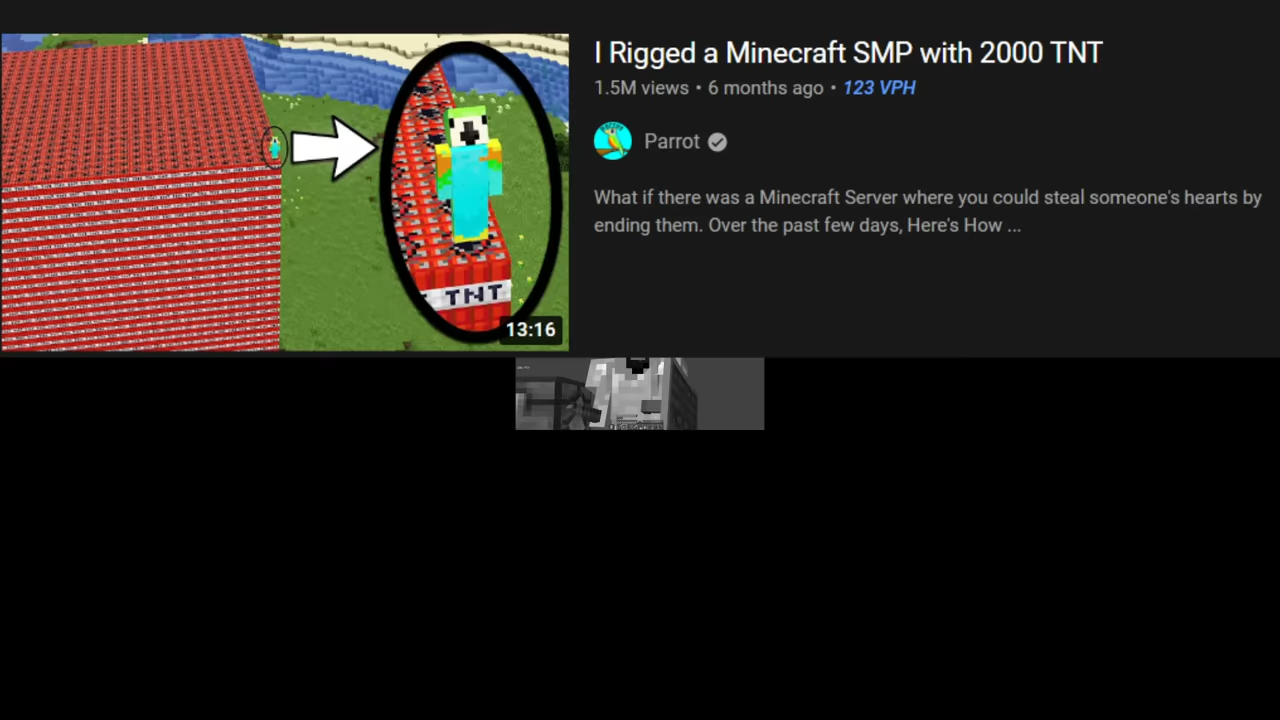 I Rigged a Minecraft SMP with 2000 TNT
1.5M views • 6 months ago • 123 VPH
Parrot
What if there was a Minecraft Server where you could steal someone's hearts by
ending them. Over the past few days, Here's How ...
TNT
13:16